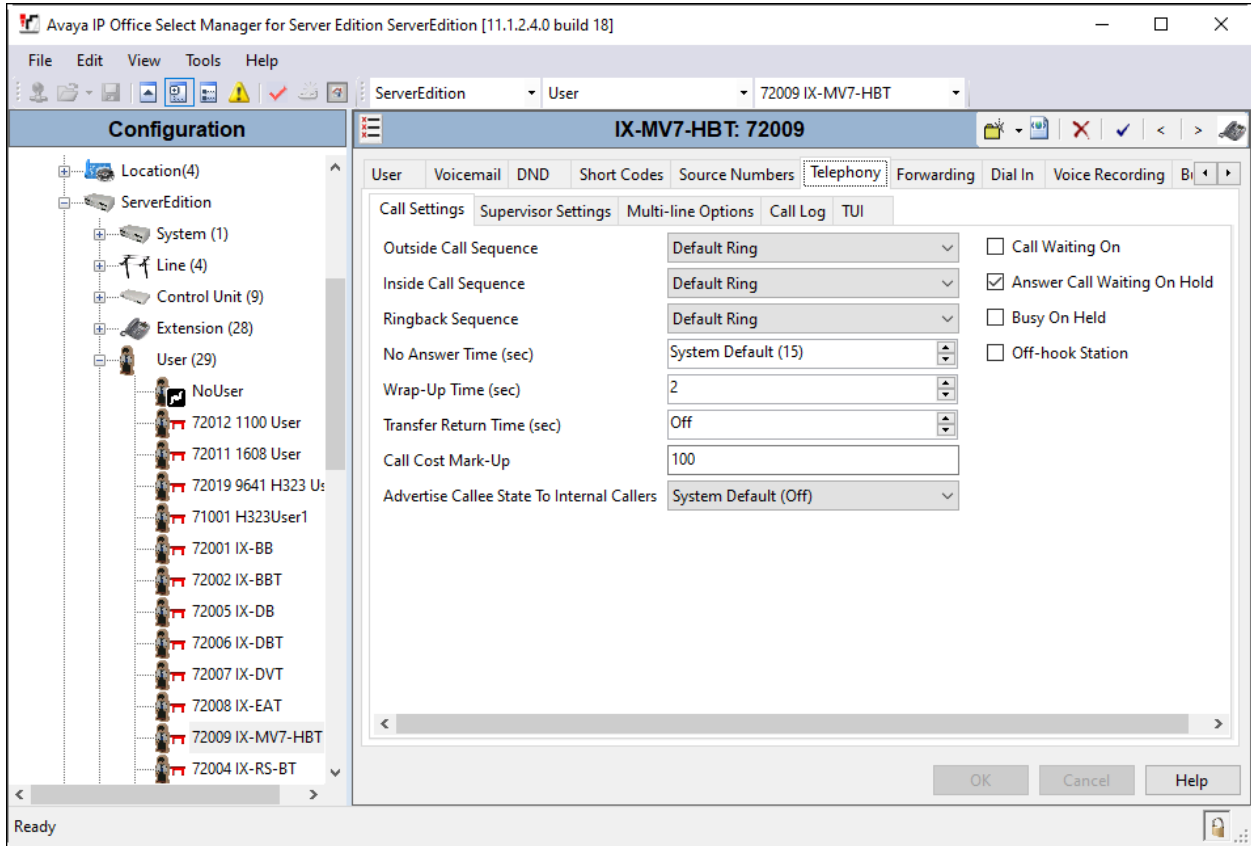 Avaya IP Office Select Manager for Server Edition ServerEdition [11.1.2.4.0 build 18]
File Edit View Tools Help
ServerEdition User 72009 IX-MV7-HBT
Configuration
Location(4)
ServerEdition
System (1)
Line (4)
Control Unit (9)
Extension (28)
User (29)
NoUser
72012 1100 User
72011 1608 User
72019 9641 H323 Us
71001 H323User1
72001 IX-BB
72002 IX-BBT
72005 IX-DB
72006 IX-DBT
72007 IX-DVT
72008 IX-EAT
72009 IX-MV7-HBT
72004 IX-RS-BT
IX-MV7-HBT: 72009
User Voicemail DND Short Codes Source Numbers Telephony Forwarding Dial In Voice Recording
Call Settings Supervisor Settings Multi-line Options Call Log TUI
Outside Call Sequence Default Ring
Inside Call Sequence Default Ring
Ringback Sequence Default Ring
No Answer Time (sec) System Default (15)
Wrap-Up Time (sec) 2
Transfer Return Time (sec) Off
Call Cost Mark-Up 100
Advertise Callee State To Internal Callers System Default (Off)
Call Waiting On
Answer Call Waiting On Hold
Busy On Held
Off-hook Station
OK Cancel Help
Ready